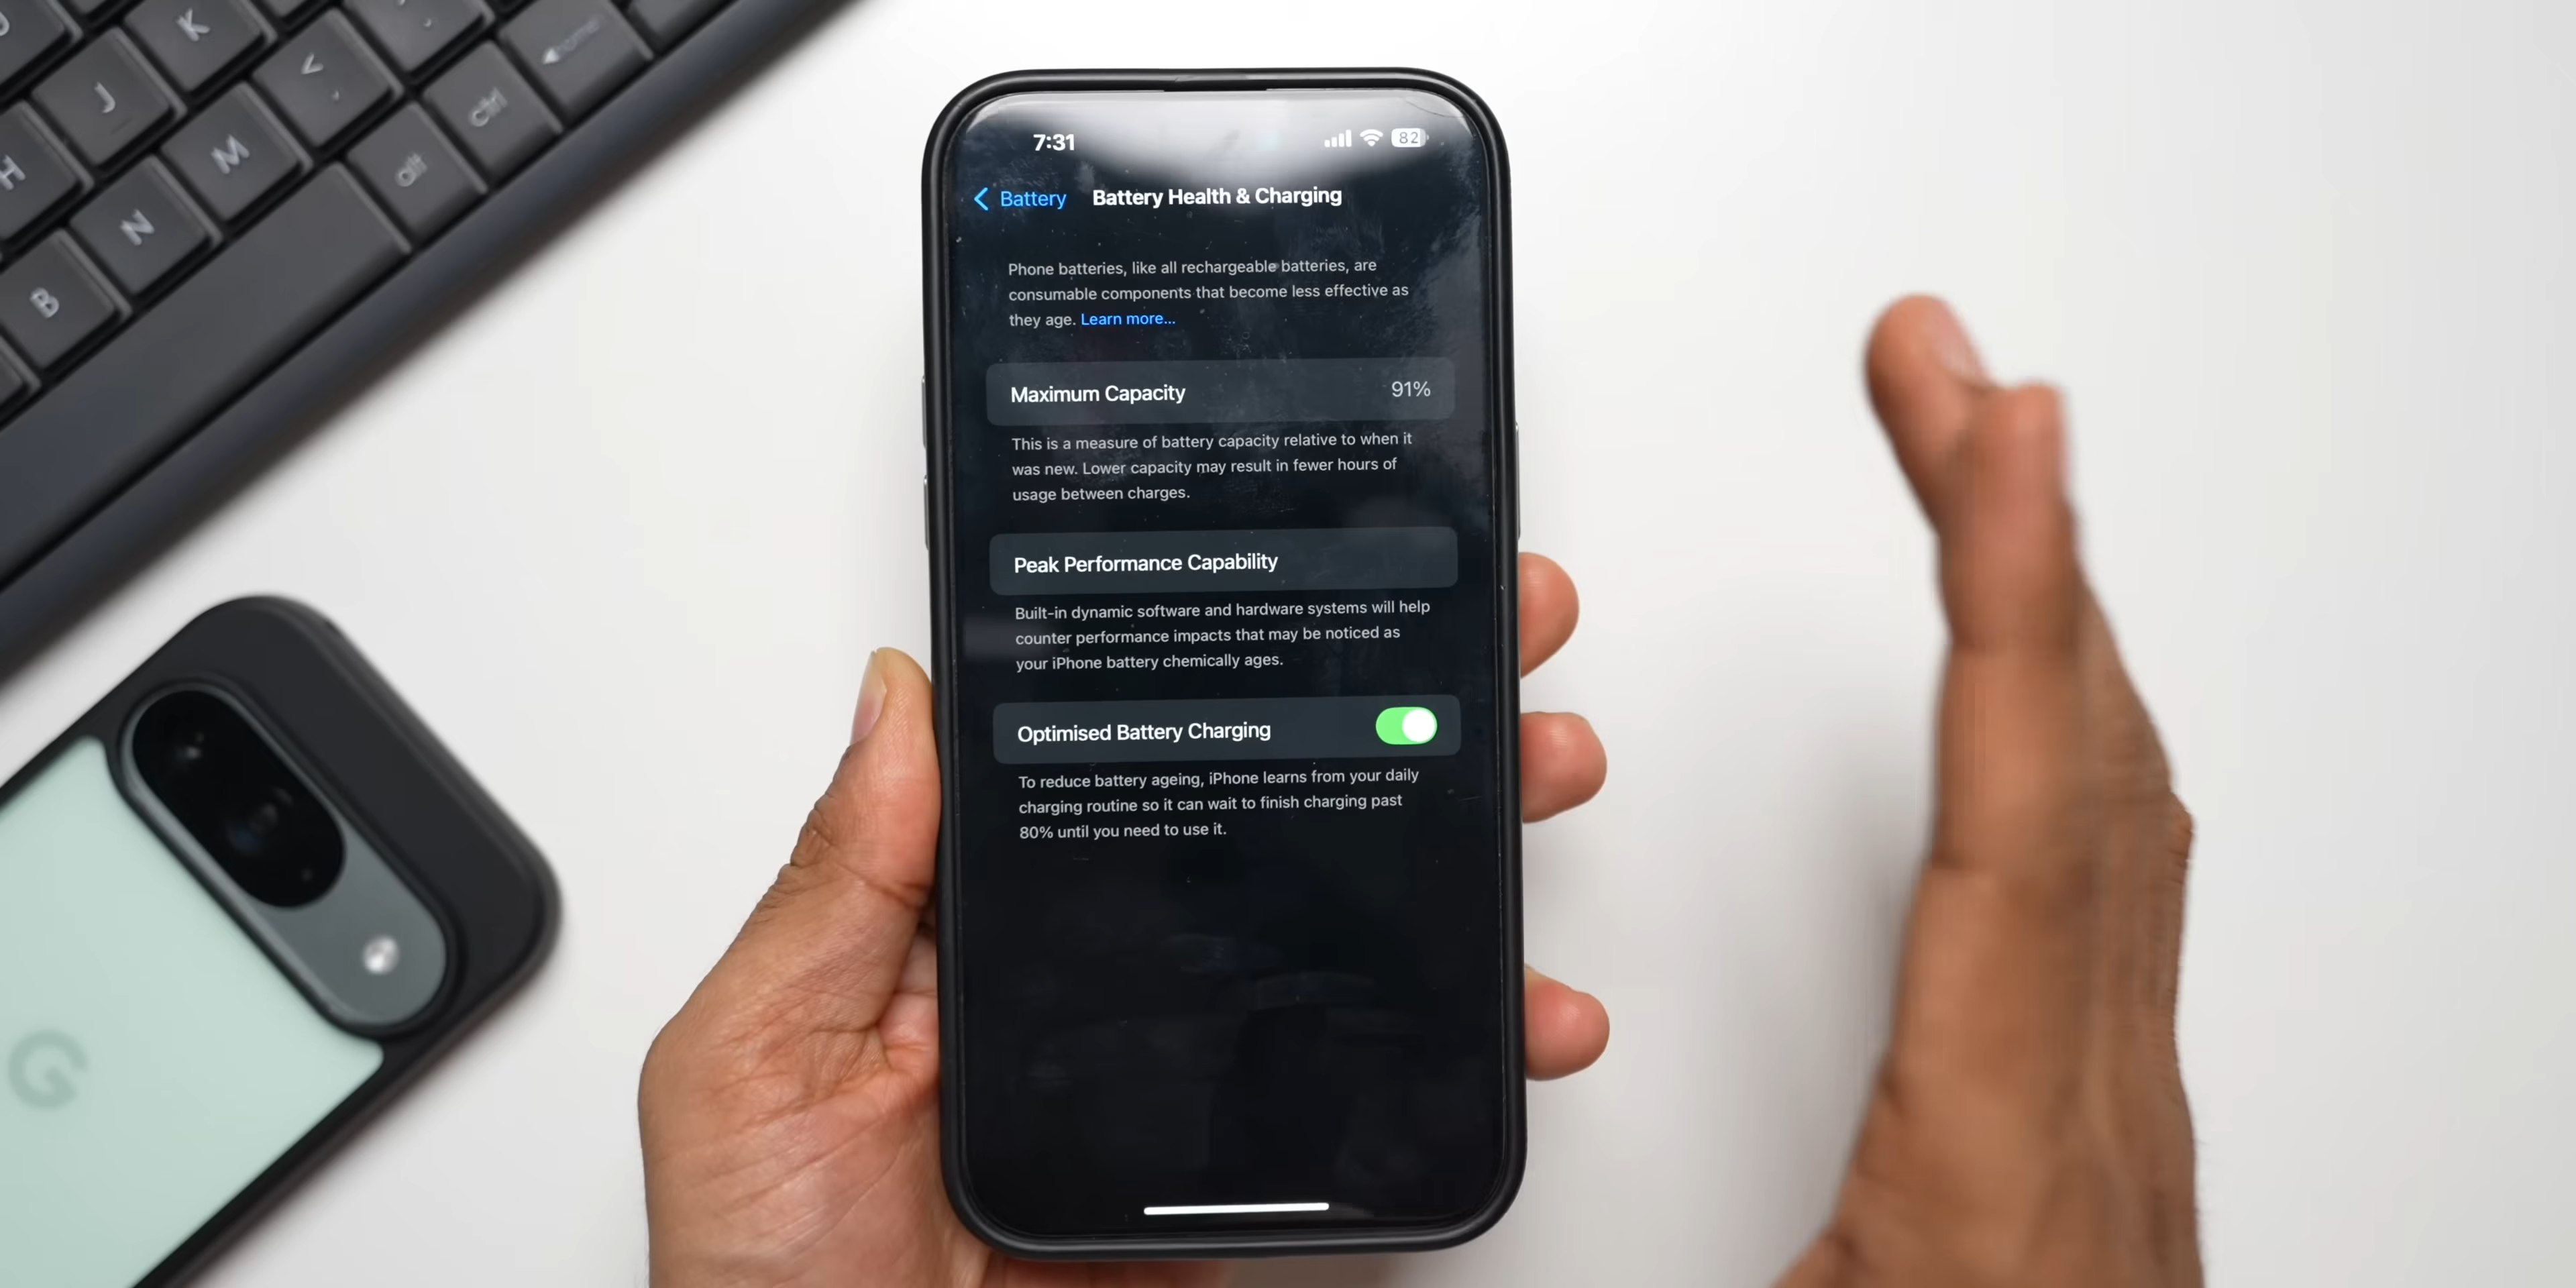 K
J
V
M
N
H
B
alt
ctrl
home
G
7:31
82
Battery
Battery Health & Charging
Phone batteries, like all rechargeable batteries, are
consumable components that become less effective as
they age. Learn more...
Maximum Capacity 91%
This is a measure of battery capacity relative to when it
was new. Lower capacity may result in fewer hours of
usage between charges.
Peak Performance Capability
Built-in dynamic software and hardware systems will help
counter performance impacts that may be noticed as
your iPhone battery chemically ages.
Optimised Battery Charging
To reduce battery ageing, iPhone learns from your daily
charging routine so it can wait to finish charging past
80% until you need to use it.